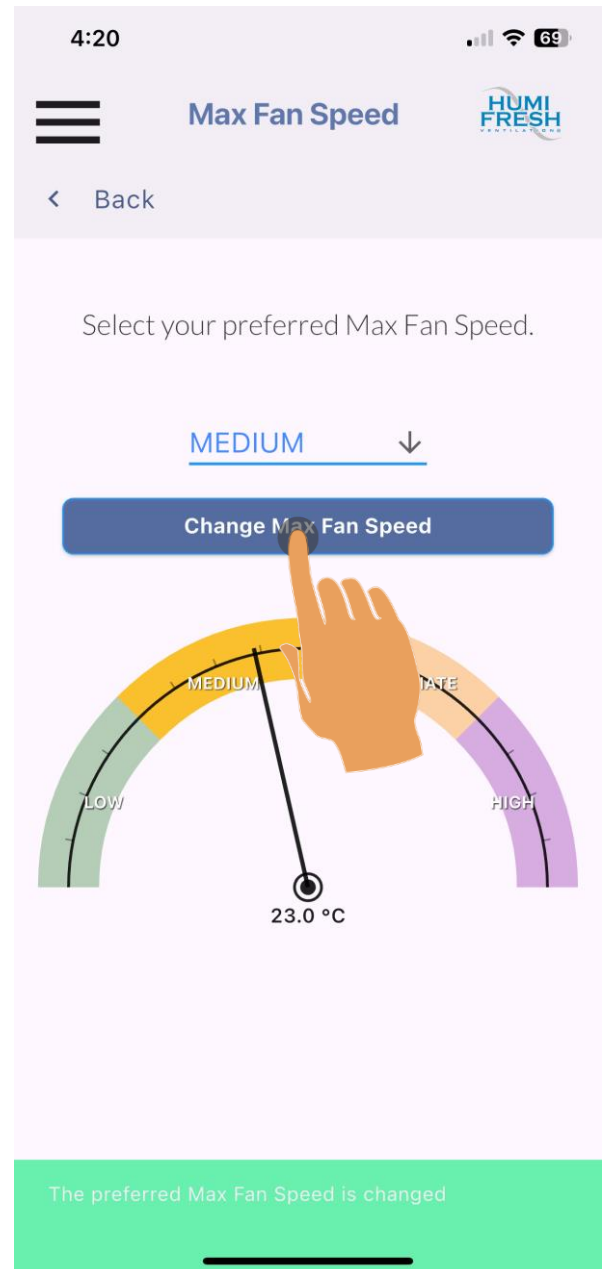 4:20
69
Max Fan Speed
HUMI
FRESH
VENTILATIONS
Back
Select your preferred Max Fan Speed.
MEDIUM
Change Max Fan Speed
MEDIUM
LOW
HIGH
23.0 °C
The preferred Max Fan Speed is changed